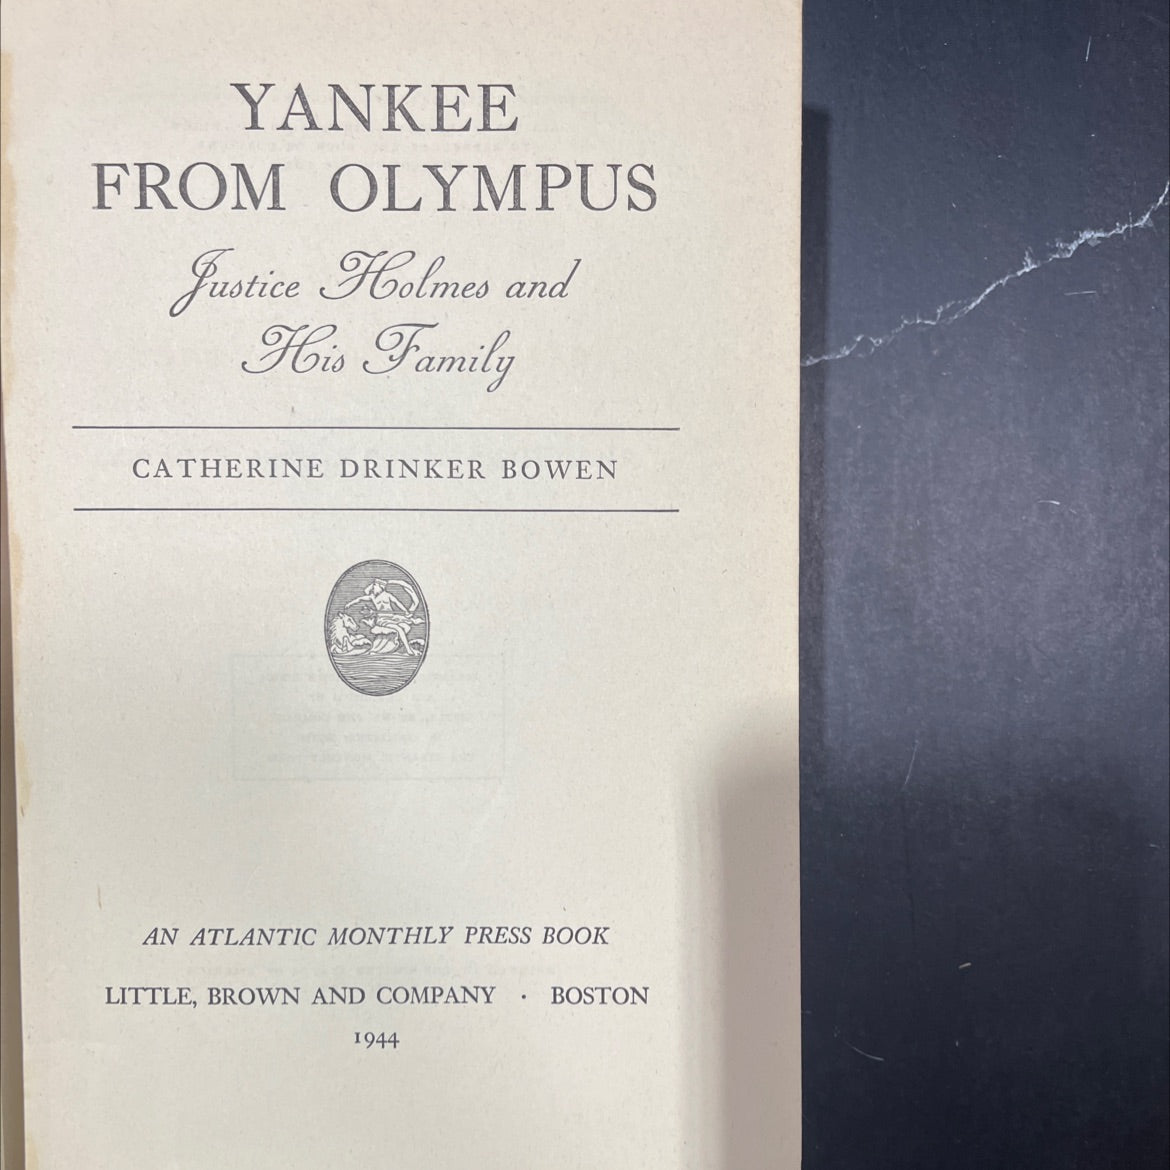 YANKEE
FROM OLYMPUS
Justice Holmes and
His Family
CATHERINE DRINKER BOWEN
AN ATLANTIC MONTHLY PRESS BOOK
LITTLE, BROWN AND COMPANY · BOSTON
1944